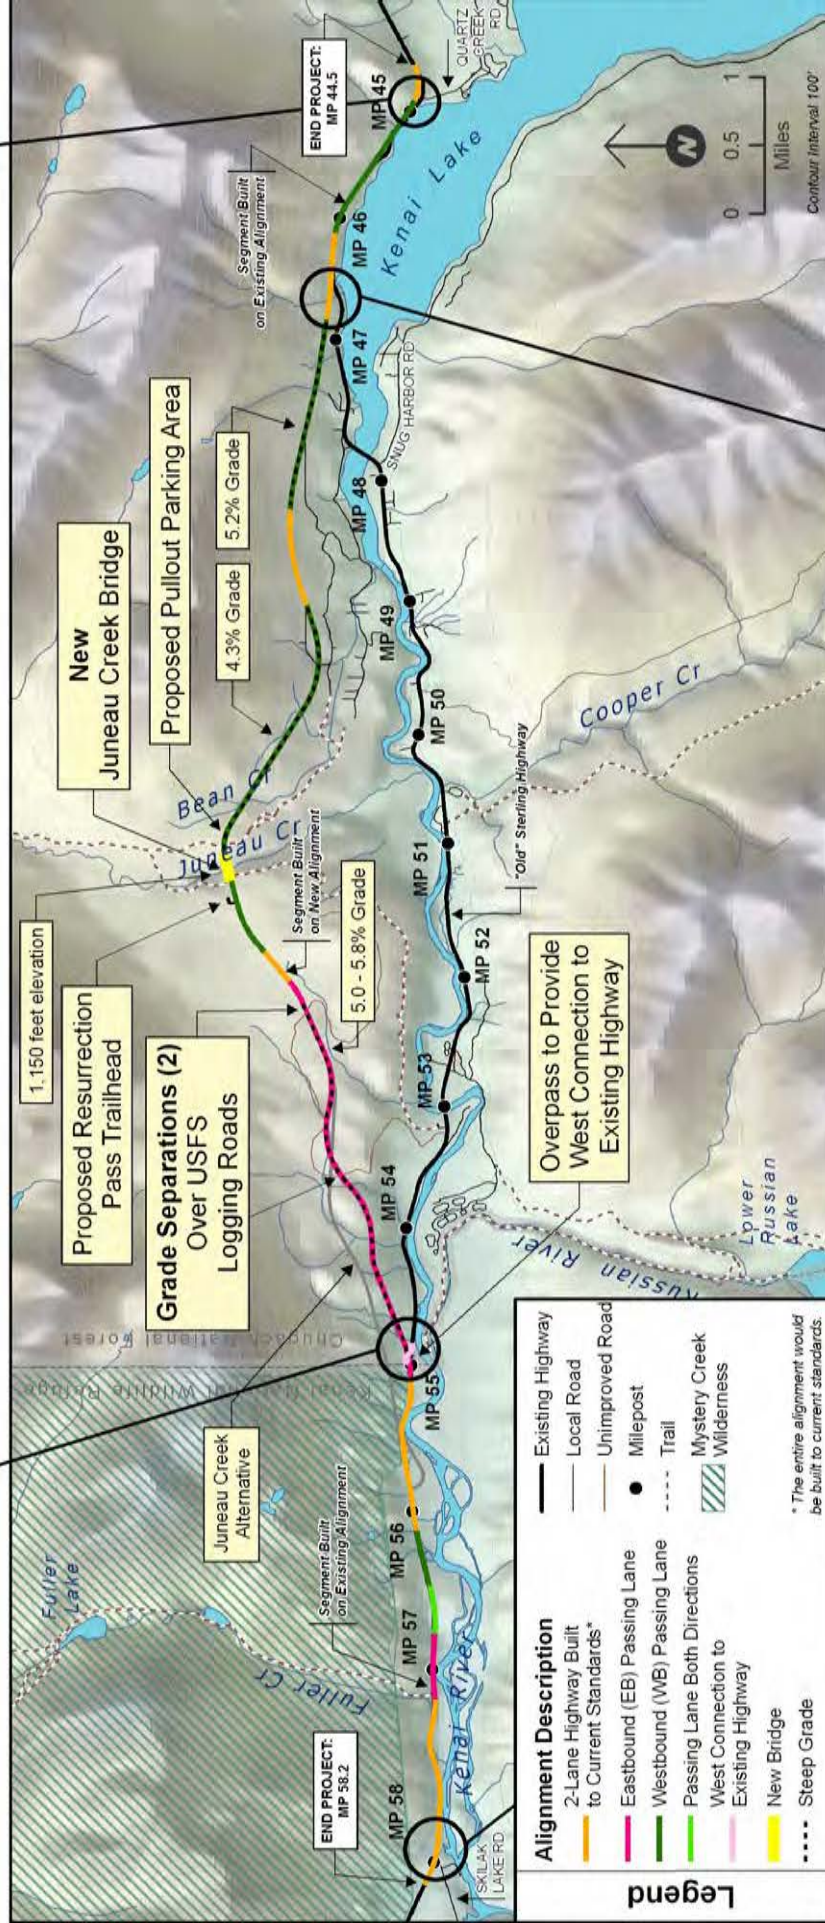 1,150 feet elevation
Proposed Resurrection
Pass Trailhead
New
Juneau Creek Bridge
Proposed Pullout Parking Area
4.3% Grade
5.2% Grade
Segment Built
on Existing Alignment
END PROJECT:
MP 44.5
Grade Separations (2)
Over USFS
Logging Roads
5.0 - 5.8% Grade
Segment Built
on New Alignment
Juneau Cr
Bean Cr
Juneau Creek
Alternative
Segment Built
on Existing Alignment
Fuller
Lake
Fuller Cr
Chugach National Forest
Kenai National Wildlife Refuge
END PROJECT:
MP 58.2
MP 58
MP 57
MP 56
MP 55
MP 54
MP 53
MP 52
MP 51
MP 50
MP 49
MP 48
MP 47
MP 46
MP 45
QUARTZ
CREEK
RD
Kenai Lake
SNUG HARBOR RD
Cooper Cr
"Old" Sterling Highway
Overpass to Provide
West Connection to
Existing Highway
Russian River
Lower
Russian
Lake
Kenai River
SKILAK
LAKE RD
N
0 0.5 1
Miles
Contour Interval 100'
Legend
Alignment Description
2-Lane Highway Built
to Current Standards*
Eastbound (EB) Passing Lane
Westbound (WB) Passing Lane
Passing Lane Both Directions
West Connection to
Existing Highway
New Bridge
Steep Grade
Existing Highway
Local Road
Unimproved Road
Milepost
Trail
Mystery Creek
Wilderness
* The entire alignment would
be built to current standards.